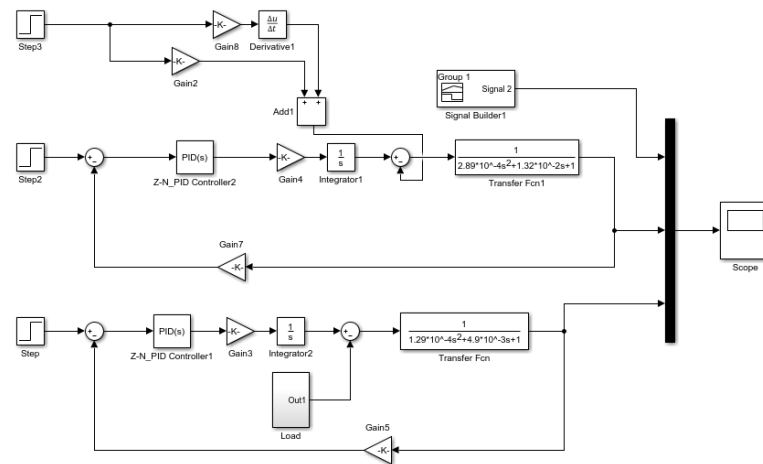 Step3
-K-
Gain8
Δu
Δt
Derivative1
-K-
Gain2
+ +
Add1
Group 1
Signal 2
Signal Builder1
Step2
+
−
PID(s)
Z-N_PID Controller2
-K-
Gain4
1
s
Integrator1
+
−
1
2.89*10^-4s²+1.32*10^-2s+1
Transfer Fcn1
Gain7
-K-
Scope
Step
+
−
PID(s)
Z-N_PID Controller1
-K-
Gain3
1
s
Integrator2
+
−
1
1.29*10^-4s²+4.9*10^-3s+1
Transfer Fcn
Out1
Load
Gain5
-K-